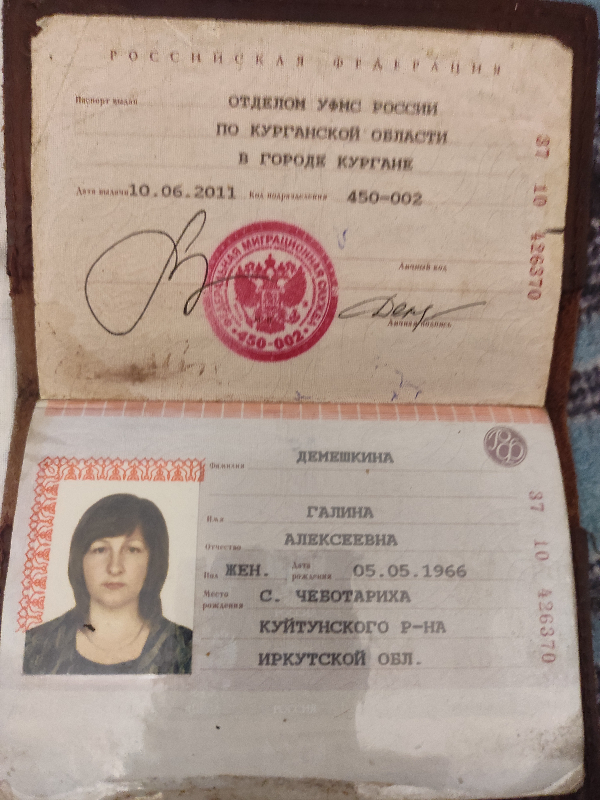 РОССИЙСКАЯ ФЕДЕРАЦИЯ
Паспорт выдан ОТДЕЛОМ УФМС РОССИИ
ПО КУРГАНСКОЙ ОБЛАСТИ
В ГОРОДЕ КУРГАНЕ
Дата выдачи 10.06.2011 Код подразделения 450-002
37 10 426370
ФЕДЕРАЛЬНАЯ МИГРАЦИОННАЯ СЛУЖБА
450-002
Личный код
Личная подпись
Фамилия ДЕМЕШКИНА
Имя ГАЛИНА
Отчество АЛЕКСЕЕВНА
Пол ЖЕН. Дата рождения 05.05.1966
Место рождения С. ЧЕБОТАРИХА
КУЙТУНСКОГО Р-НА
ИРКУТСКОЙ ОБЛ.
37 10 426370
РОССИЯ